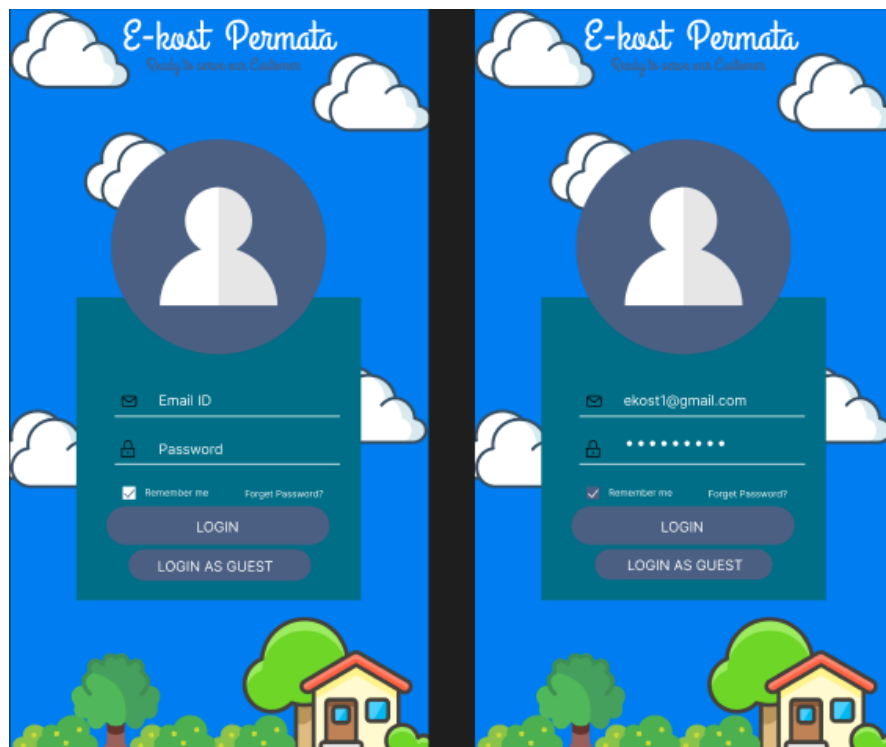 E-kost Permata
Ready to serve our Customer
Email ID
Password
Remember me Forget Password?
LOGIN
LOGIN AS GUEST
E-kost Permata
Ready to serve our Customer
ekost1@gmail.com
•••••••••
Remember me Forget Password?
LOGIN
LOGIN AS GUEST